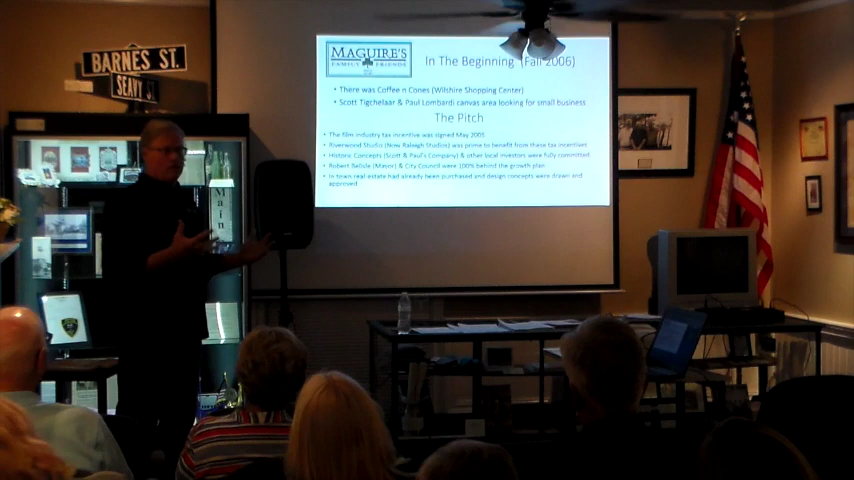 BARNES ST.
SEAVY ST
MAGUIRE'S
FAMILY & FRIENDS
In The Beginning (Fall 2006)
• There was Coffee n Cones (Wilshire Shopping Center)
• Scott Tigchelaar & Paul Lombardi canvas area looking for small business
The Pitch
• The film industry tax incentive was signed May 2005
• Riverwood Studio (Now Raleigh Studios) was prime to benefit from these tax incentives
• Historic Concepts (Scott & Paul's Company) & other local investors were fully committed
• Robert Belisle (Mayor) & City Council were 100% behind the growth plan
• In town real estate had already been purchased and design concepts were drawn and
approved
Main